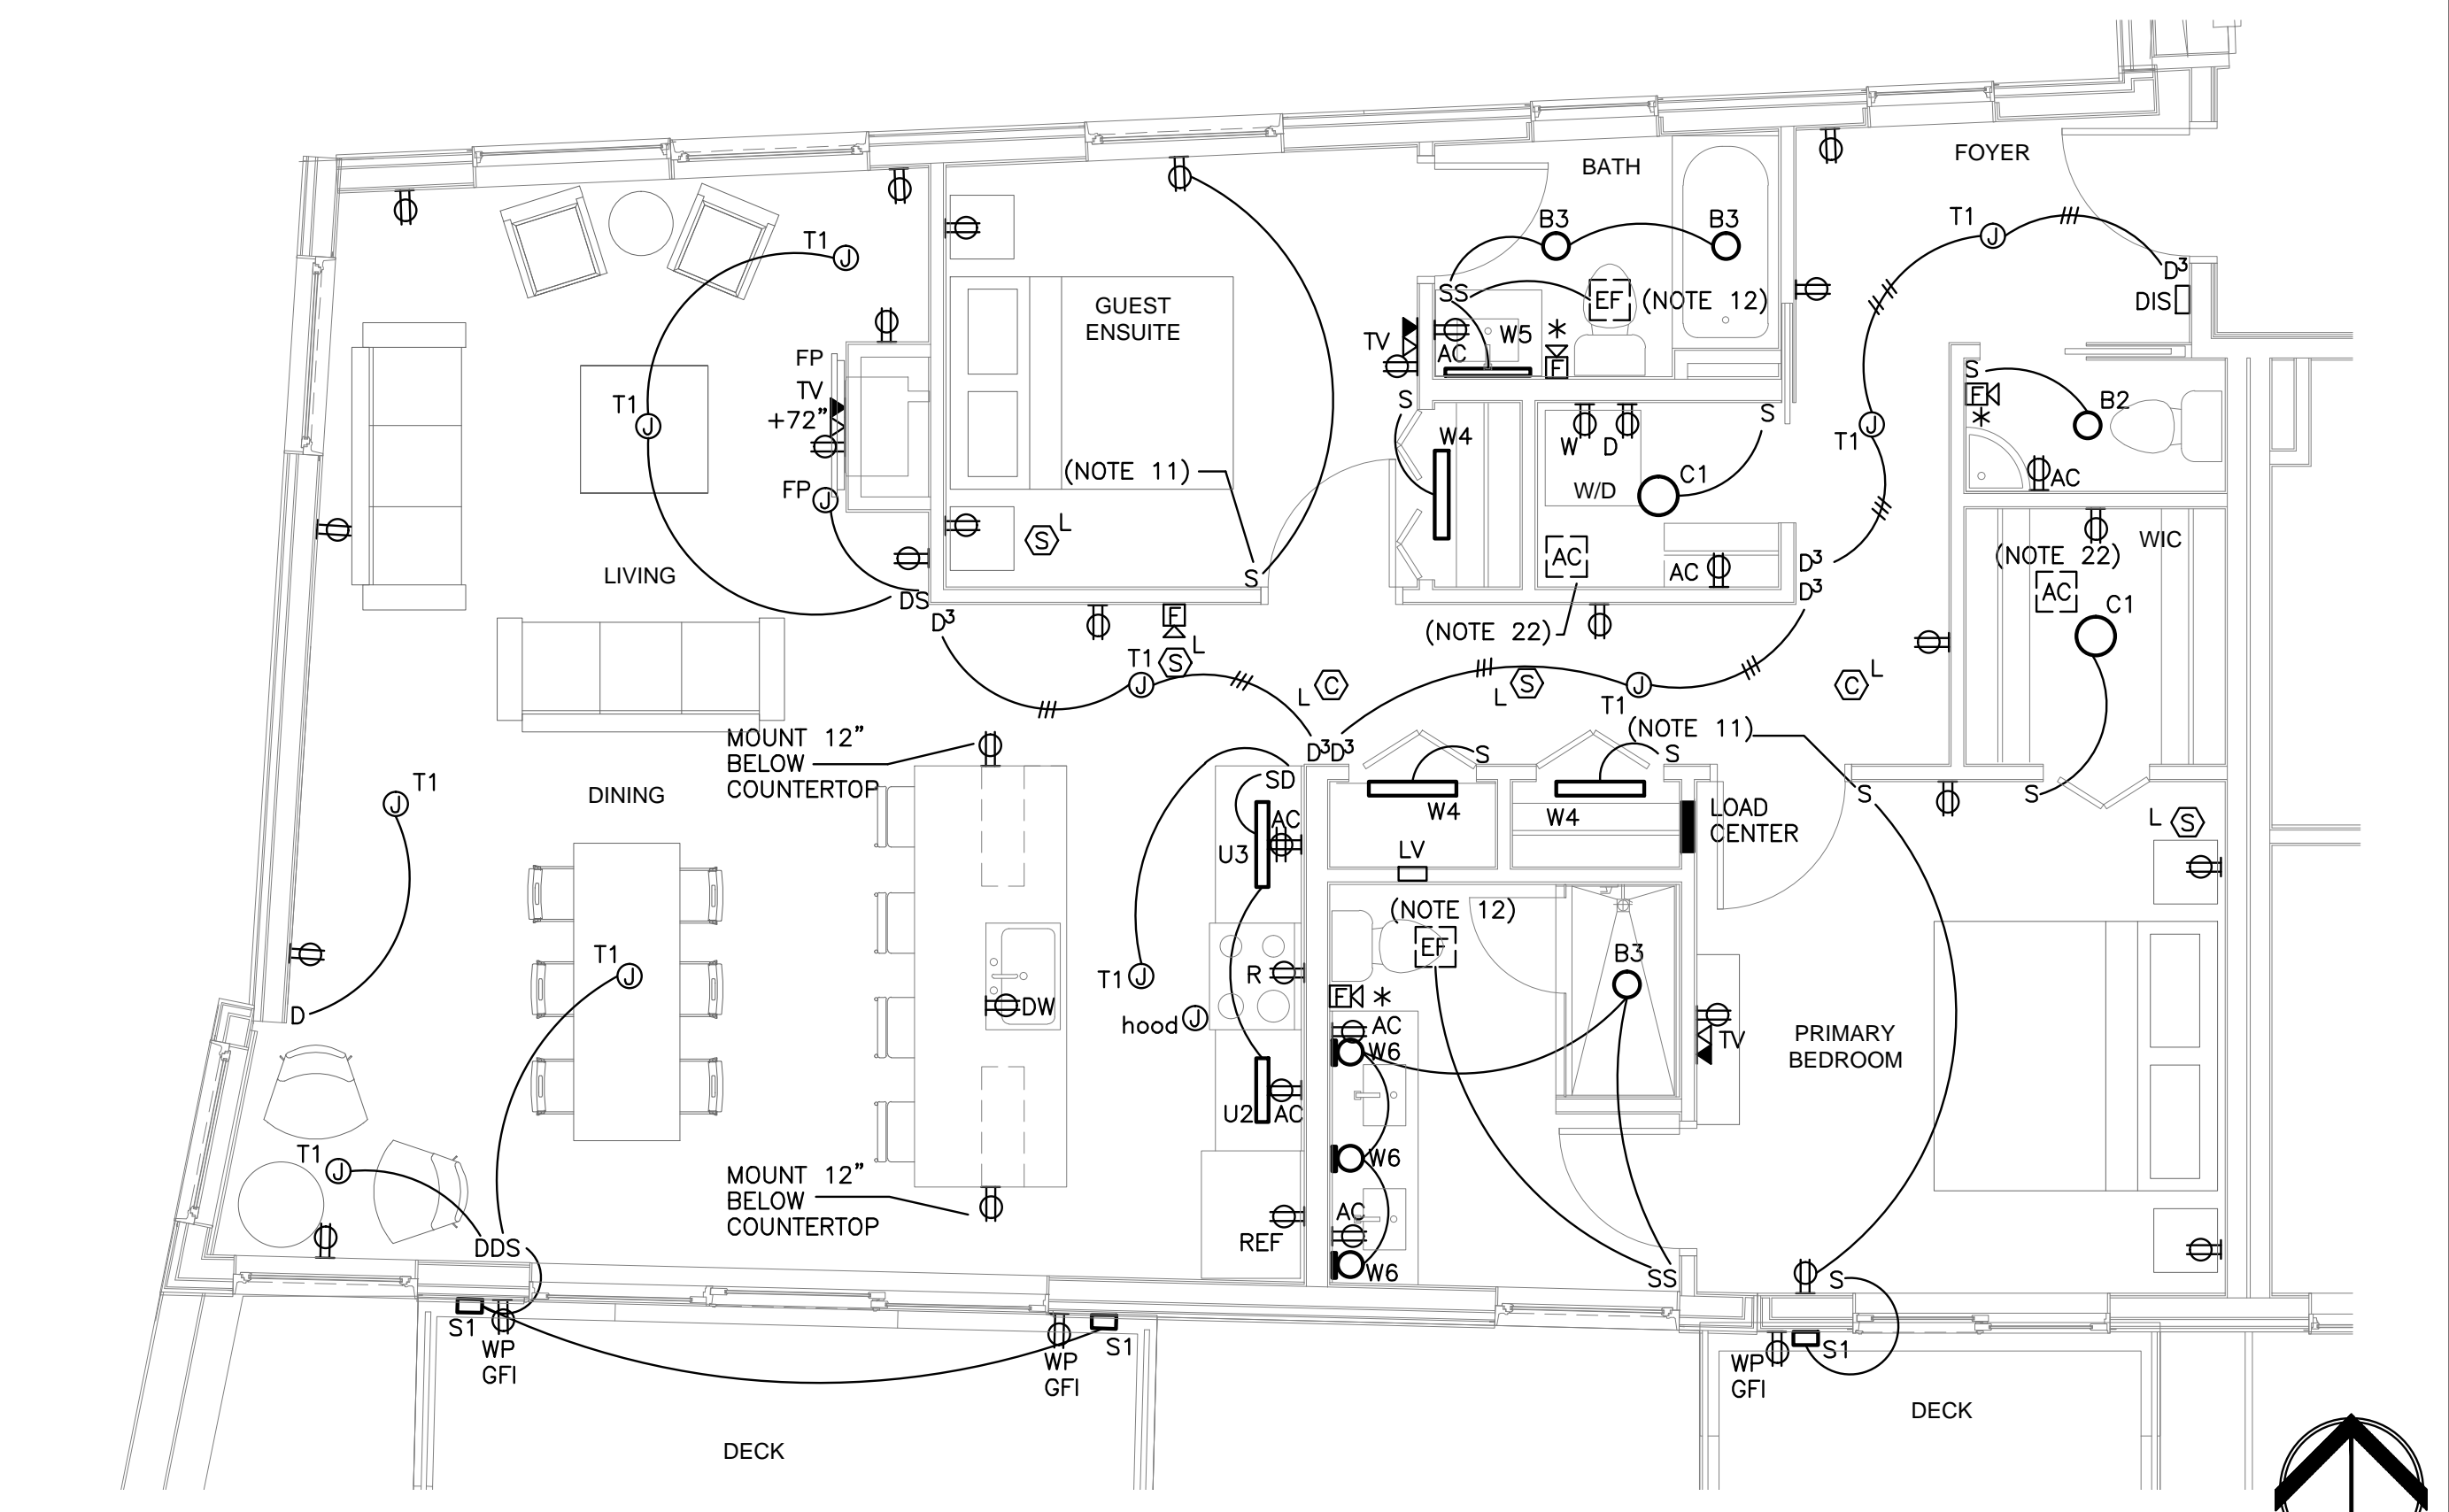 BATH
FOYER
B3
B3
T1
J
T1
J
D³
SS
EF
(NOTE 12)
DIS
GUEST
ENSUITE
W5
*
AC
F
TV
FP
TV
+72”
T1
J
S
S
W4
W
D
T1
J
S
F
*
B2
AC
(NOTE 11)
C1
W/D
FP
J
S
L
AC
AC
D³
D³
(NOTE 22)
WIC
AC
C1
LIVING
S
DS
D³
F
(NOTE 22)
T1
J
S
L
L
C
L
S
T1
J
C
L
(NOTE 11)
MOUNT 12”
BELOW
COUNTERTOP
D³D³
S
S
S
S
SD
T1
J
DINING
AC
U3
W4
W4
LOAD
CENTER
L
S
LV
(NOTE 12)
EF
B3
T1
J
T1
J
R
DW
hood
J
D
F
*
AC
W6
TV
PRIMARY
BEDROOM
U2
AC
T1
J
W6
MOUNT 12”
BELOW
COUNTERTOP
AC
REF
W6
DDS
SS
S
S1
WP
GFI
S1
WP
GFI
S1
WP
GFI
DECK
DECK